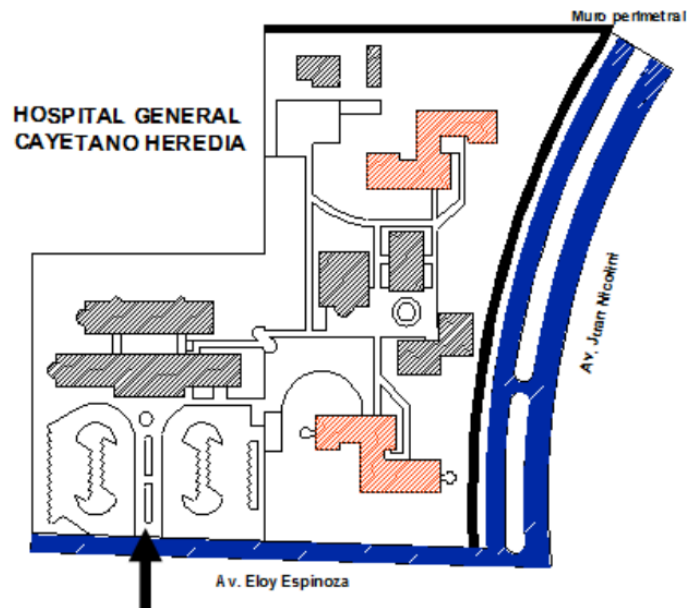 Muro perimetral
HOSPITAL GENERAL
CAYETANO HEREDIA
Av. Juan Nicolini
Av. Eloy Espinoza